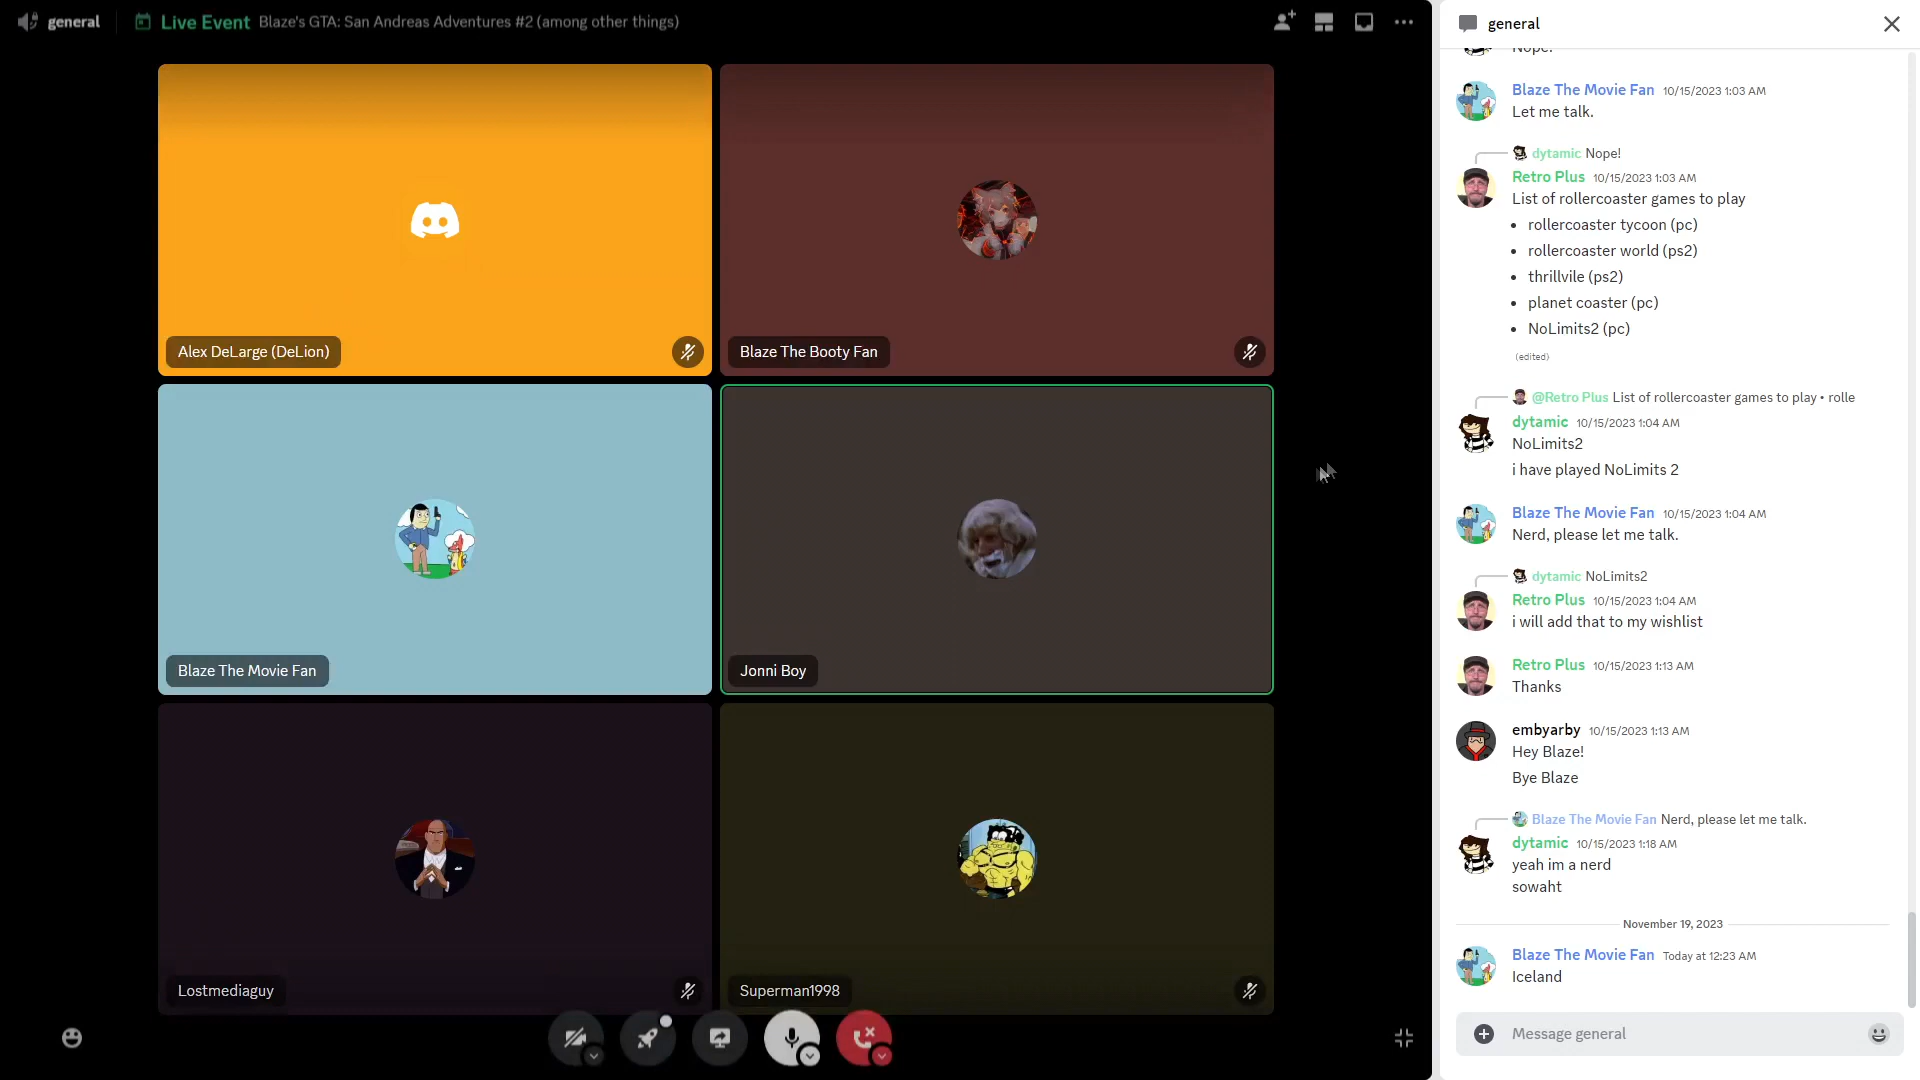 general
Live Event
Blaze's GTA: San Andreas Adventures #2 (among other things)
Alex DeLarge (DeLion)
Blaze The Booty Fan
Blaze The Movie Fan
Jonni Boy
Lostmediaguy
Superman1998
general
Nope!
Blaze The Movie Fan 10/15/2023 1:03 AM
Let me talk.
dytamic Nope!
Retro Plus 10/15/2023 1:03 AM
List of rollercoaster games to play
• rollercoaster tycoon (pc)
• rollercoaster world (ps2)
• thrillvile (ps2)
• planet coaster (pc)
• NoLimits2 (pc)
(edited)
@Retro Plus List of rollercoaster games to play • rolle
dytamic 10/15/2023 1:04 AM
NoLimits2
i have played NoLimits 2
Blaze The Movie Fan 10/15/2023 1:04 AM
Nerd, please let me talk.
dytamic NoLimits2
Retro Plus 10/15/2023 1:04 AM
i will add that to my wishlist
Retro Plus 10/15/2023 1:13 AM
Thanks
embyarby 10/15/2023 1:13 AM
Hey Blaze!
Bye Blaze
Blaze The Movie Fan Nerd, please let me talk.
dytamic 10/15/2023 1:18 AM
yeah im a nerd
sowaht
November 19, 2023
Blaze The Movie Fan Today at 12:23 AM
Iceland
Message general